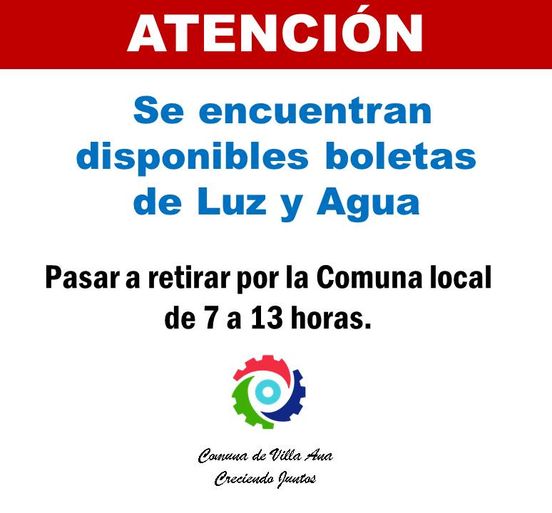 ATENCIÓN
Se encuentran
disponibles boletas
de Luz y Agua
Pasar a retirar por la Comuna local
de 7 a 13 horas.
Comuna de Villa Ana
Creciendo Juntos